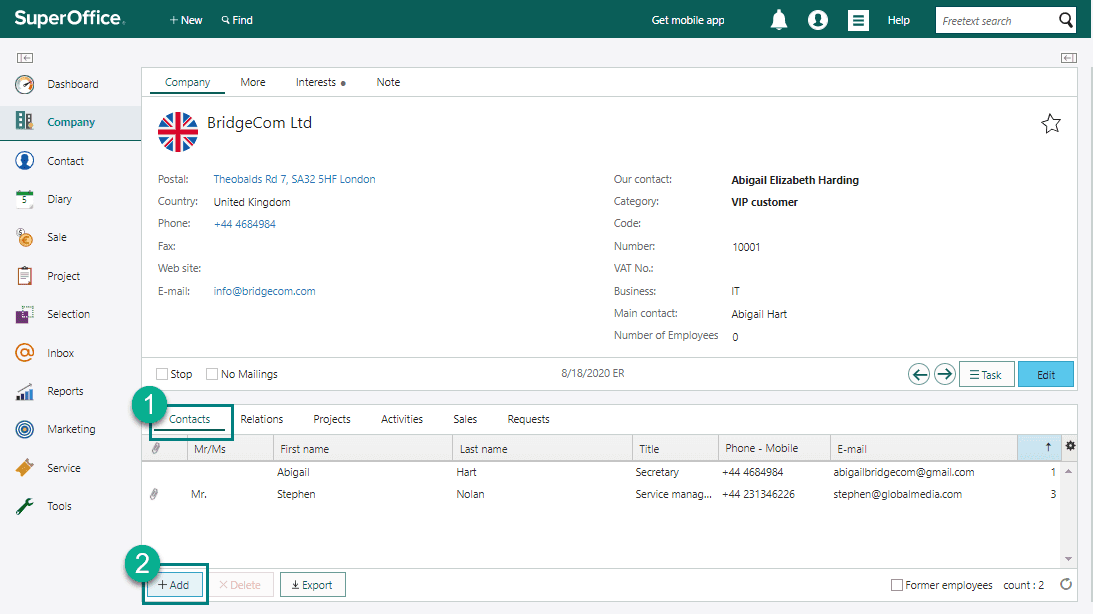 SuperOffice.
+ New
Find
Get mobile app
Help
Freetext search
Dashboard
Company
Contact
5
Diary
Sale
Project
Selection
Inbox
Reports
Marketing
Service
Tools
Company More Interests ● Note
BridgeCom Ltd
Postal: Theobalds Rd 7, SA32 5HF London
Country: United Kingdom
Phone: +44 4684984
Fax:
Web site:
E-mail: info@bridgecom.com
Our contact: Abigail Elizabeth Harding
Category: VIP customer
Code:
Number: 10001
VAT No.:
Business: IT
Main contact: Abigail Hart
Number of Employees 0
Stop No Mailings 8/18/2020 ER Task Edit
1
Contacts Relations Projects Activities Sales Requests
Mr/Ms First name Last name Title Phone - Mobile E-mail ↑
Abigail Hart Secretary +44 4684984 abigailbridgecom@gmail.com 1
Mr. Stephen Nolan Service manag... +44 231346226 stephen@globalmedia.com 3
2
+ Add × Delete Export Former employees count : 2